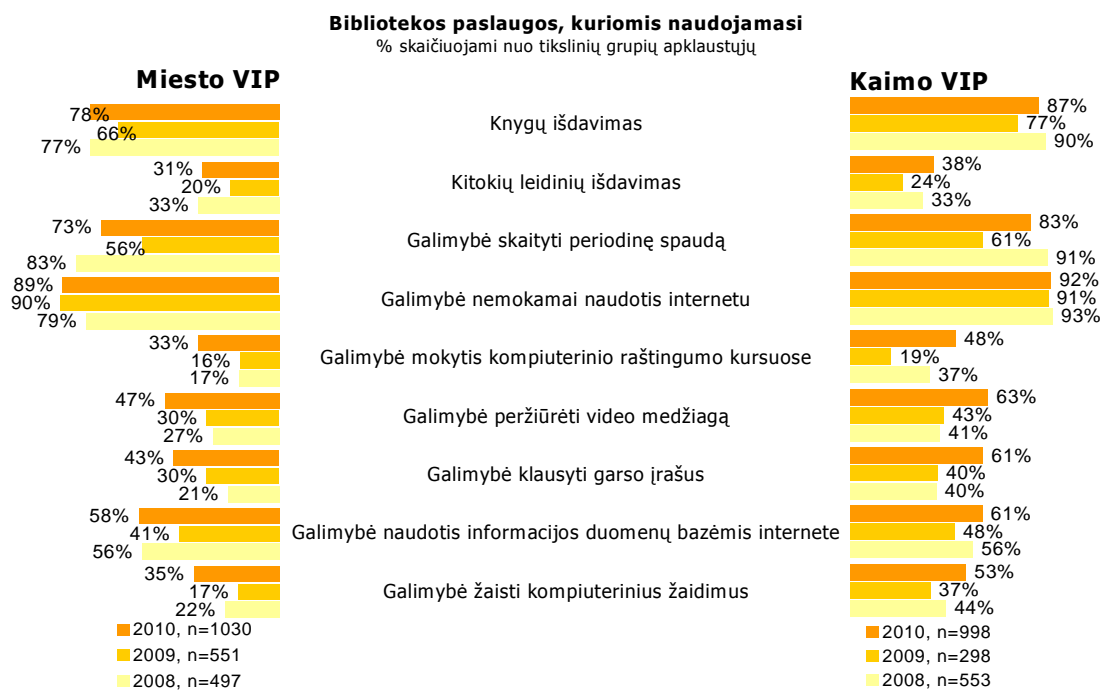 Bibliotekos paslaugos, kuriomis naudojamasi
% skaičiuojami nuo tikslinių grupių apklaustųjų
Miesto VIP
Kaimo VIP
78%
66%
77%
Knygų išdavimas
87%
77%
90%
31%
20%
33%
Kitokių leidinių išdavimas
38%
24%
33%
73%
56%
83%
Galimybė skaityti periodinę spaudą
83%
61%
91%
89%
90%
79%
Galimybė nemokamai naudotis internetu
92%
91%
93%
33%
16%
17%
Galimybė mokytis kompiuterinio raštingumo kursuose
48%
19%
37%
47%
30%
27%
Galimybė peržiūrėti video medžiagą
63%
43%
41%
43%
30%
21%
Galimybė klausyti garso įrašus
61%
40%
40%
58%
41%
56%
Galimybė naudotis informacijos duomenų bazėmis internete
61%
48%
56%
35%
17%
22%
Galimybė žaisti kompiuterinius žaidimus
53%
37%
44%
2010, n=1030
2009, n=551
2008, n=497
2010, n=998
2009, n=298
2008, n=553